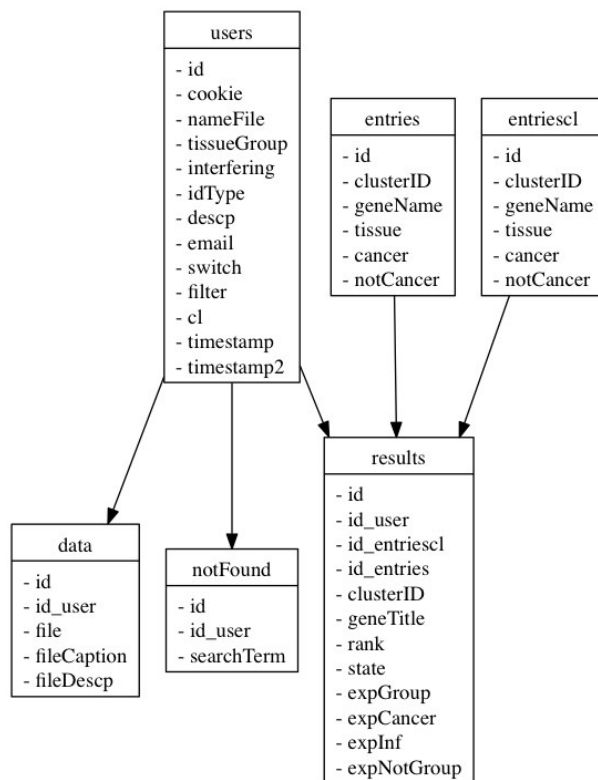 users
- id
- cookie
- nameFile
- tissueGroup
- interfering
- idType
- descp
- email
- switch
- filter
- cl
- timestamp
- timestamp2
entries
- id
- clusterID
- geneName
- tissue
- cancer
- notCancer
entriescl
- id
- clusterID
- geneName
- tissue
- cancer
- notCancer
data
- id
- id_user
- file
- fileCaption
- fileDescp
notFound
- id
- id_user
- searchTerm
results
- id
- id_user
- id_entriescl
- id_entries
- clusterID
- geneTitle
- rank
- state
- expGroup
- expCancer
- expInf
- expNotGroup